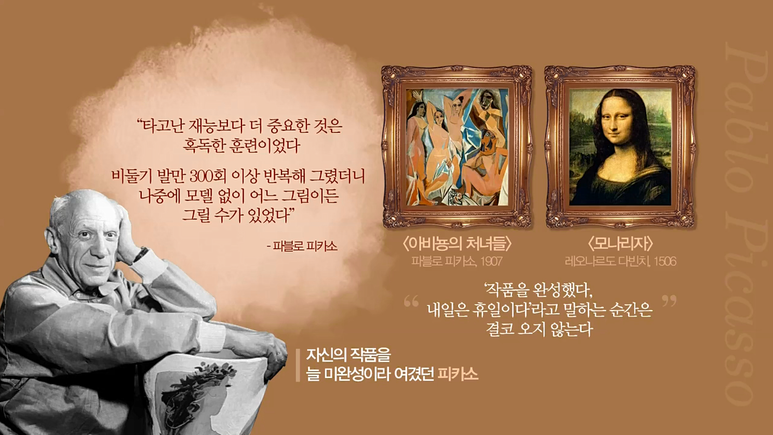 “타고난 재능보다 더 중요한 것은
혹독한 훈련이었다
비둘기 발만 300회 이상 반복해 그렸더니
나중에 모델 없이 어느 그림이든
그릴 수가 있었다”
- 파블로 피카소
<아비뇽의 처녀들>
파블로 피카소, 1907
<모나리자>
레오나르도 다빈치, 1506
“ ‘작품을 완성했다, ”
내일은 휴일이다’라고 말하는 순간은
결코 오지 않는다
자신의 작품을
늘 미완성이라 여겼던 피카소
Pablo Picasso